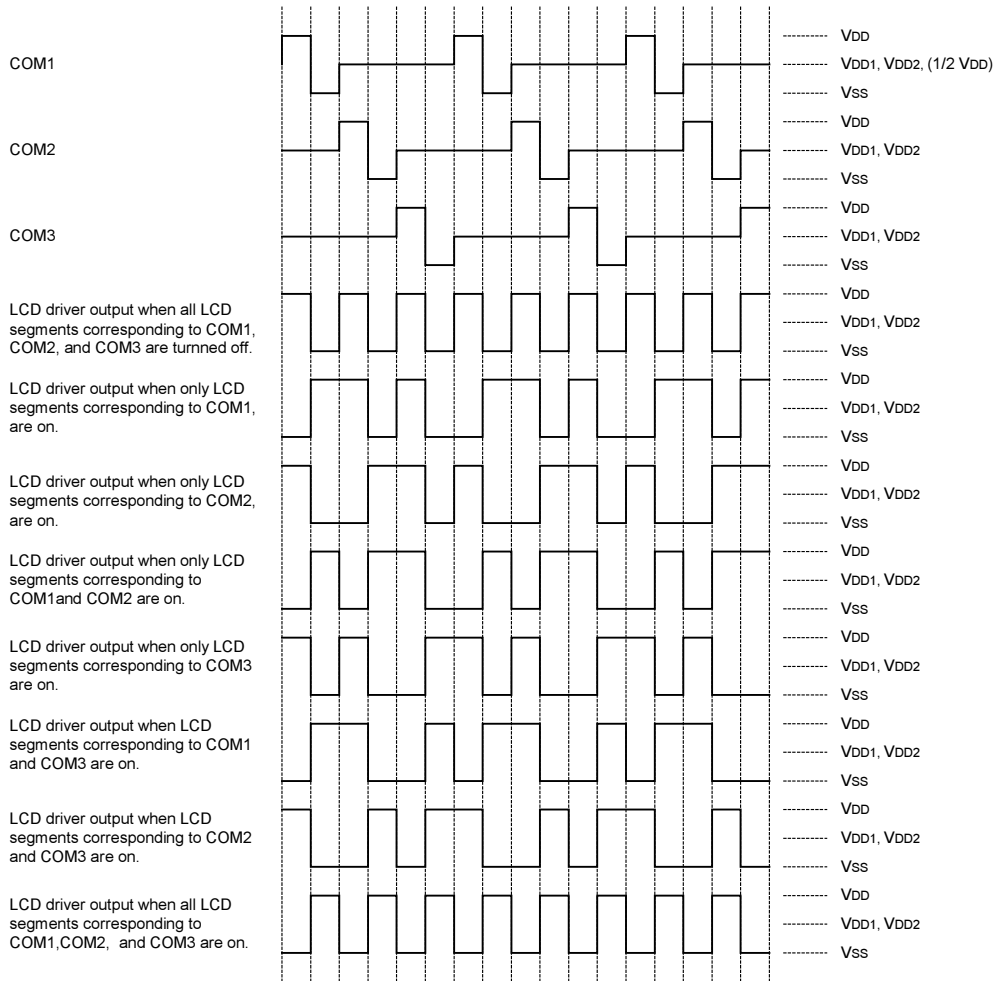 COM1
VDD
VDD1, VDD2, (1/2 VDD)
VSS
COM2
VDD
VDD1, VDD2
VSS
COM3
VDD
VDD1, VDD2
VSS
LCD driver output when all LCD
segments corresponding to COM1,
COM2, and COM3 are turnned off.
VDD
VDD1, VDD2
VSS
LCD driver output when only LCD
segments corresponding to COM1,
are on.
VDD
VDD1, VDD2
VSS
LCD driver output when only LCD
segments corresponding to COM2,
are on.
VDD
VDD1, VDD2
VSS
LCD driver output when only LCD
segments corresponding to
COM1and COM2 are on.
VDD
VDD1, VDD2
VSS
LCD driver output when only LCD
segments corresponding to COM3
are on.
VDD
VDD1, VDD2
VSS
LCD driver output when LCD
segments corresponding to COM1
and COM3 are on.
VDD
VDD1, VDD2
VSS
LCD driver output when LCD
segments corresponding to COM2
and COM3 are on.
VDD
VDD1, VDD2
VSS
LCD driver output when all LCD
segments corresponding to
COM1,COM2, and COM3 are on.
VDD
VDD1, VDD2
VSS